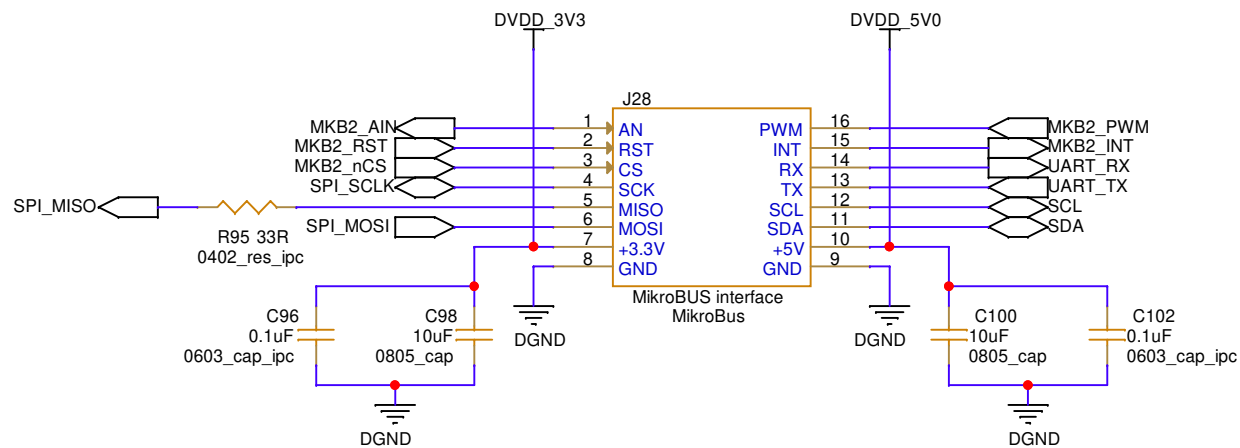 DVDD_3V3
DVDD_5V0
J28
MKB2_AIN 1 AN PWM 16 MKB2_PWM
MKB2_RST 2 RST INT 15 MKB2_INT
MKB2_nCS 3 CS RX 14 UART_RX
SPI_SCLK 4 SCK TX 13 UART_TX
SPI_MISO 5 MISO SCL 12 SCL
SPI_MOSI 6 MOSI SDA 11 SDA
7 +3.3V +5V 10
8 GND GND 9
R95 33R
0402_res_ipc
MikroBUS interface
MikroBus
DGND
DGND
C96
0.1uF
0603_cap_ipc
C98
10uF
0805_cap
C100
10uF
0805_cap
C102
0.1uF
0603_cap_ipc
DGND
DGND